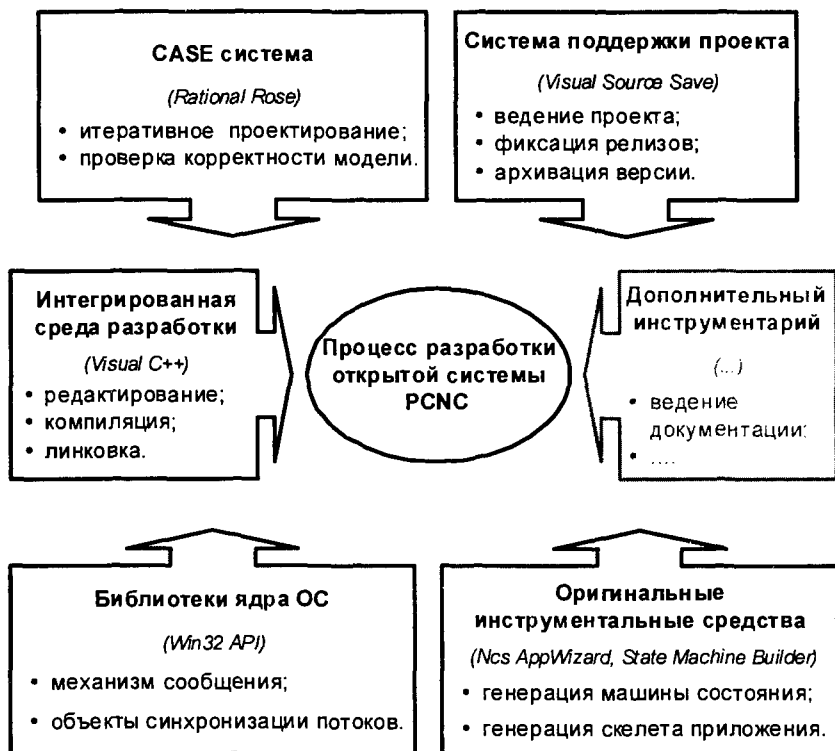 CASE система
(Rational Rose)
• итеративное проектирование;
• проверка корректности модели.
Система поддержки проекта
(Visual Source Save)
• ведение проекта;
• фиксация релизов;
• архивация версии.
Интегрированная
среда разработки
(Visual C++)
• редактирование;
• компиляция;
• линковка.
Процесс разработки
открытой системы
PCNC
Дополнительный
инструментарий
(...)
• ведение
документации;
• ....
Библиотеки ядра ОС
(Win32 API)
• механизм сообщения;
• объекты синхронизации потоков.
Оригинальные
инструментальные средства
(Ncs AppWizard, State Machine Builder)
• генерация машины состояния;
• генерация скелета приложения.